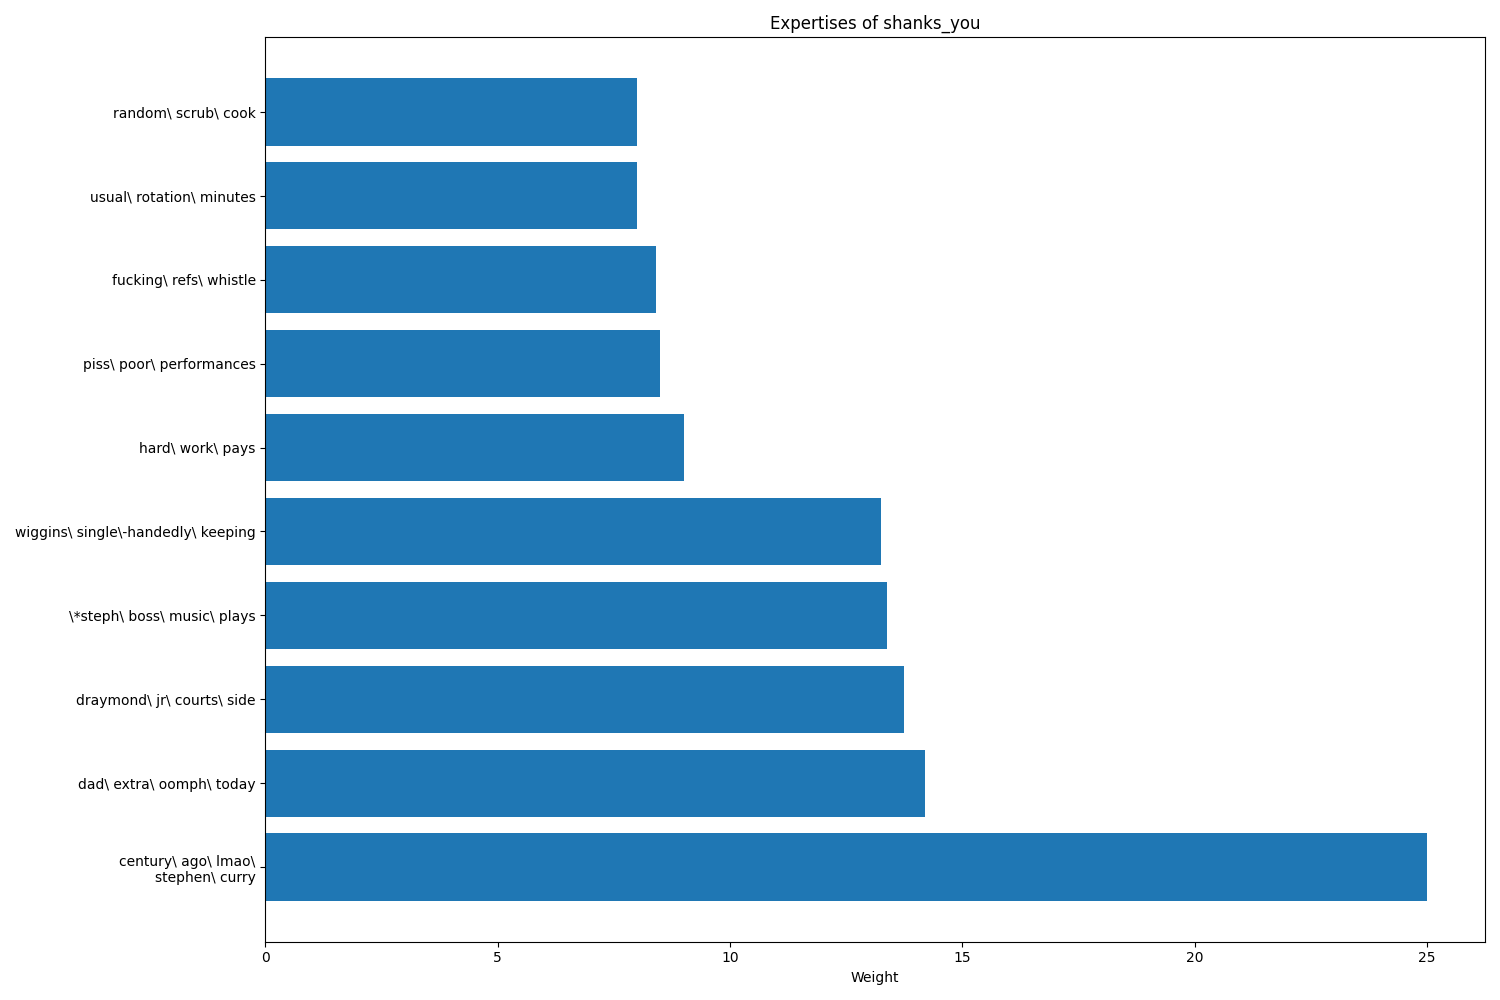 Expertises of shanks_you
random\ scrub\ cook
usual\ rotation\ minutes
fucking\ refs\ whistle
piss\ poor\ performances
hard\ work\ pays
wiggins\ single\-handedly\ keeping
\*steph\ boss\ music\ plays
draymond\ jr\ courts\ side
dad\ extra\ oomph\ today
century\ ago\ lmao\
stephen\ curry
0 5 10 15 20 25
Weight